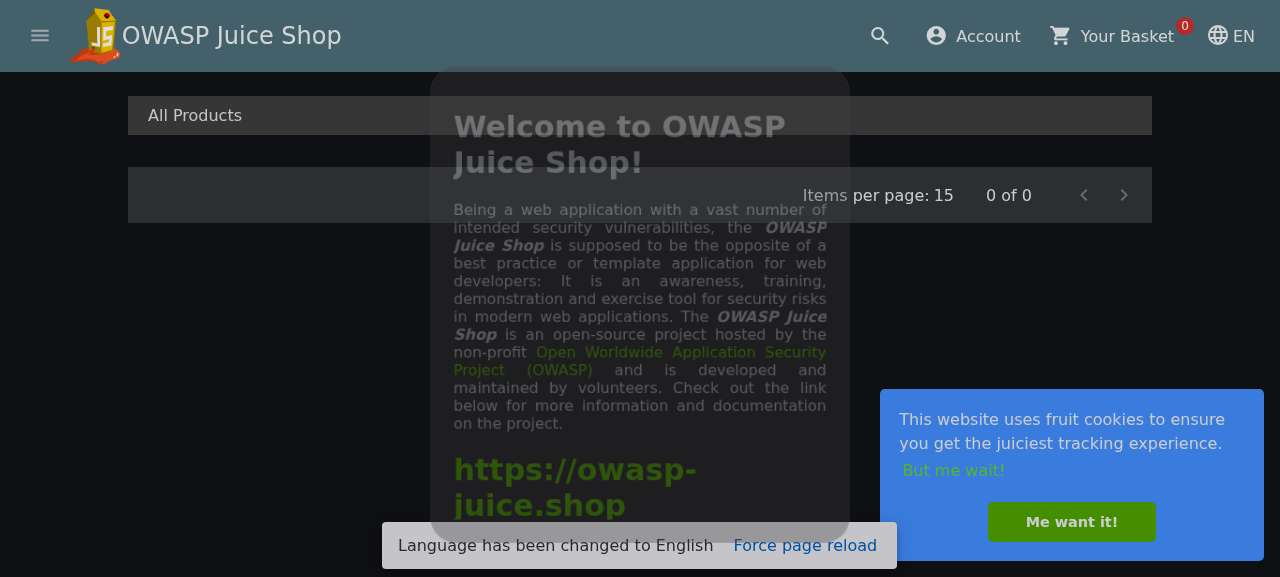 OWASP Juice Shop
Account
Your Basket
0
EN
All Products
Welcome to OWASP
Juice Shop!
Items per page: 15
0 of 0
Being a web application with a vast number of
intended security vulnerabilities, the OWASP
Juice Shop is supposed to be the opposite of a
best practice or template application for web
developers: It is an awareness, training,
demonstration and exercise tool for security risks
in modern web applications. The OWASP Juice
Shop is an open-source project hosted by the
non-profit Open Worldwide Application Security
Project (OWASP) and is developed and
maintained by volunteers. Check out the link
below for more information and documentation
on the project.
https://owasp-
juice.shop
This website uses fruit cookies to ensure
you get the juiciest tracking experience.
But me wait!
Me want it!
Language has been changed to English
Force page reload